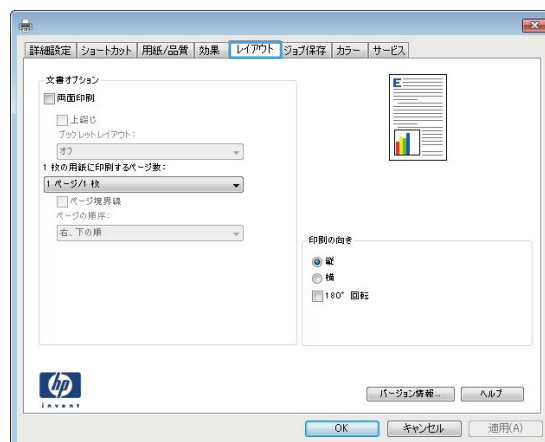 詳細設定 ショートカット 用紙/品質 効果 レイアウト ジョブ保存 カラー サービス
文書オプション
両面印刷
上綴じ
ブックレットレイアウト:
オフ
1 枚の用紙に印刷するページ数:
1 ページ/1 枚
ページ境界線
ページの順序:
右、下の順
E
印刷の向き
縦
横
180° 回転
hp
invent
バージョン情報... ヘルプ
OK キャンセル 適用(A)